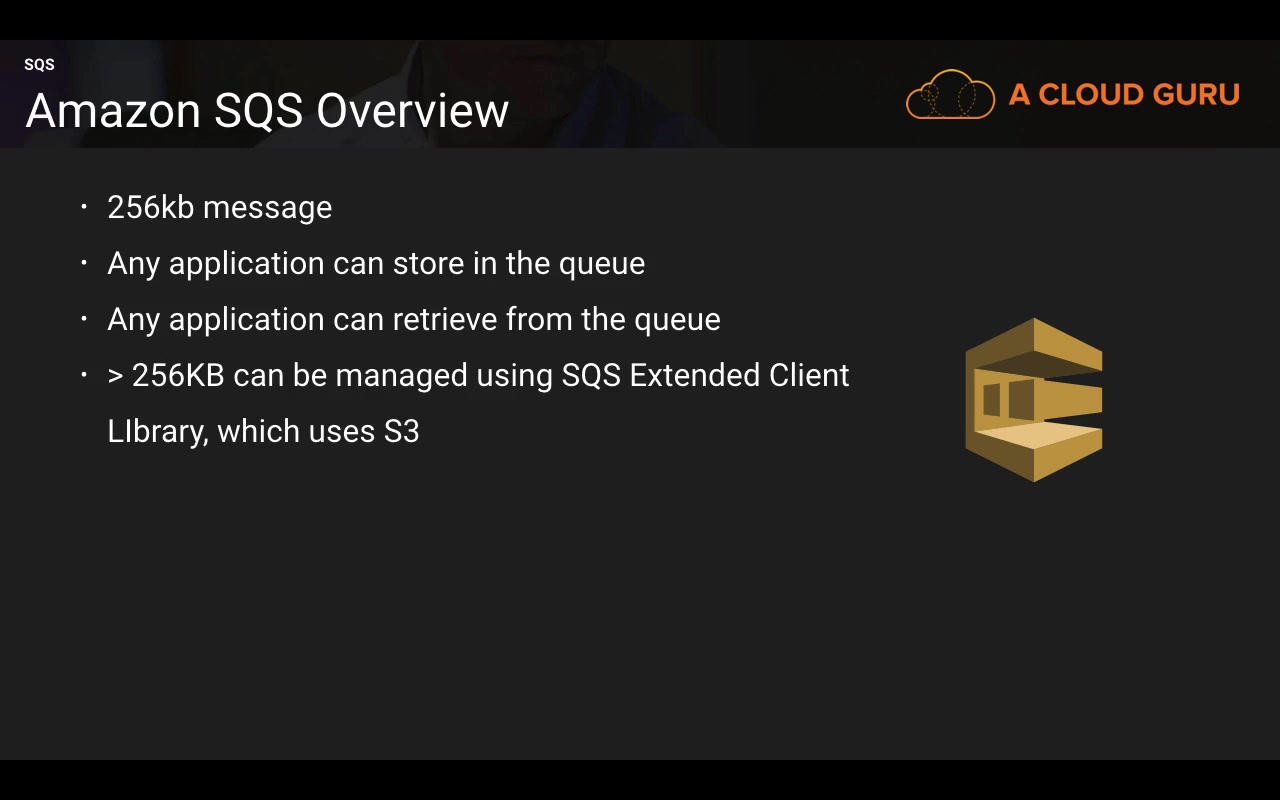 SQS
Amazon SQS Overview
A CLOUD GURU
· 256kb message
· Any application can store in the queue
· Any application can retrieve from the queue
· > 256KB can be managed using SQS Extended Client
LIbrary, which uses S3